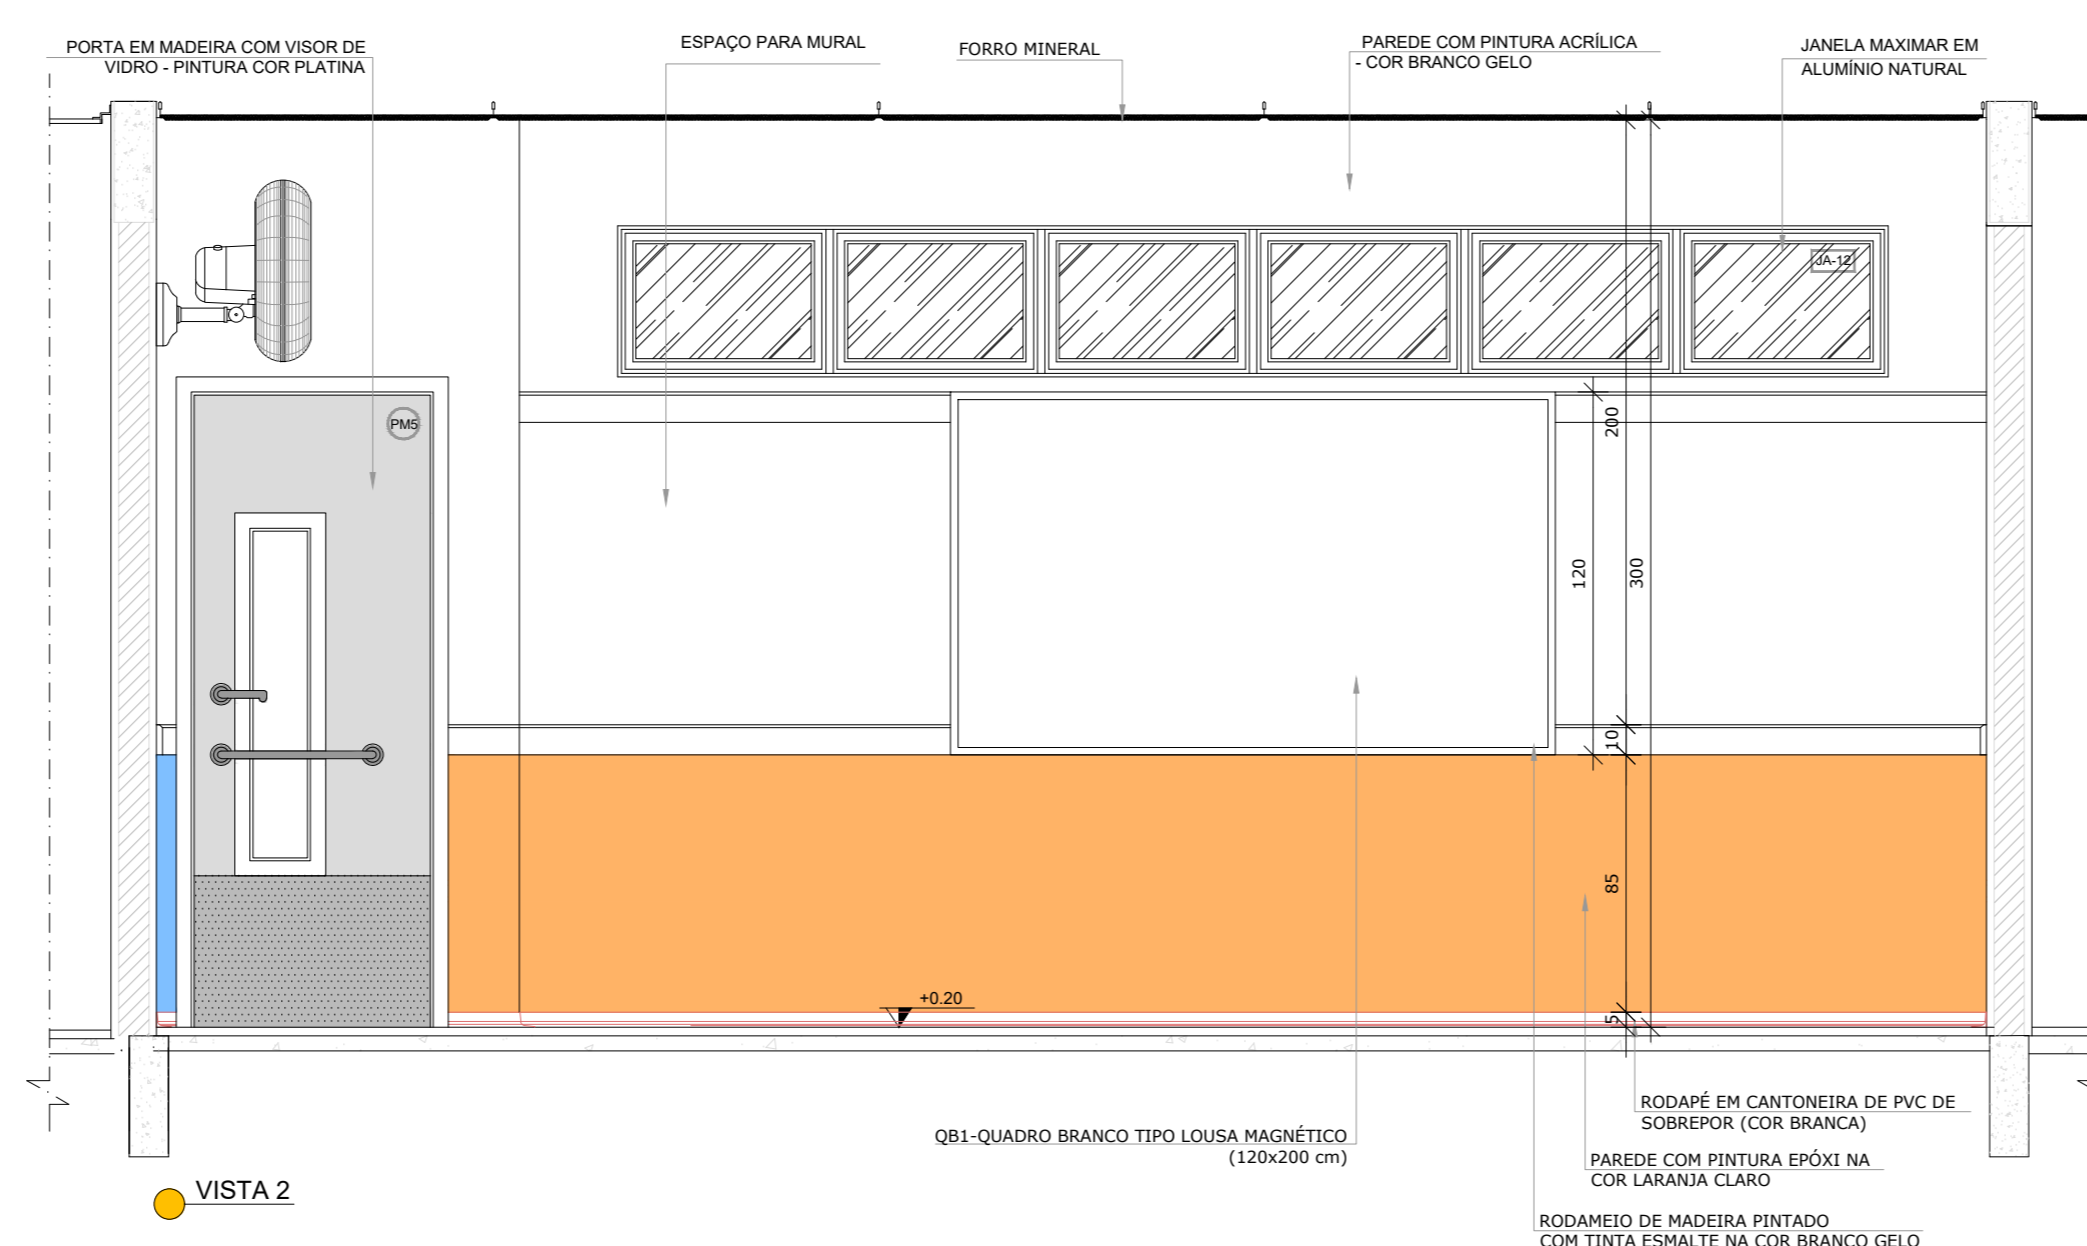 PORTA EM MADEIRA COM VISOR DE
VIDRO - PINTURA COR PLATINA
ESPAÇO PARA MURAL
FORRO MINERAL
PAREDE COM PINTURA ACRÍLICA
- COR BRANCO GELO
JANELA MAXIMAR EM
ALUMÍNIO NATURAL
JA-12
PM5
200
120
300
10
85
+0.20
5
RODAPÉ EM CANTONEIRA DE PVC DE
SOBREPOR (COR BRANCA)
QB1-QUADRO BRANCO TIPO LOUSA MAGNÉTICO
(120x200 cm)
PAREDE COM PINTURA EPÓXI NA
COR LARANJA CLARO
VISTA 2
RODAMEIO DE MADEIRA PINTADO
COM TINTA ESMALTE NA COR BRANCO GELO